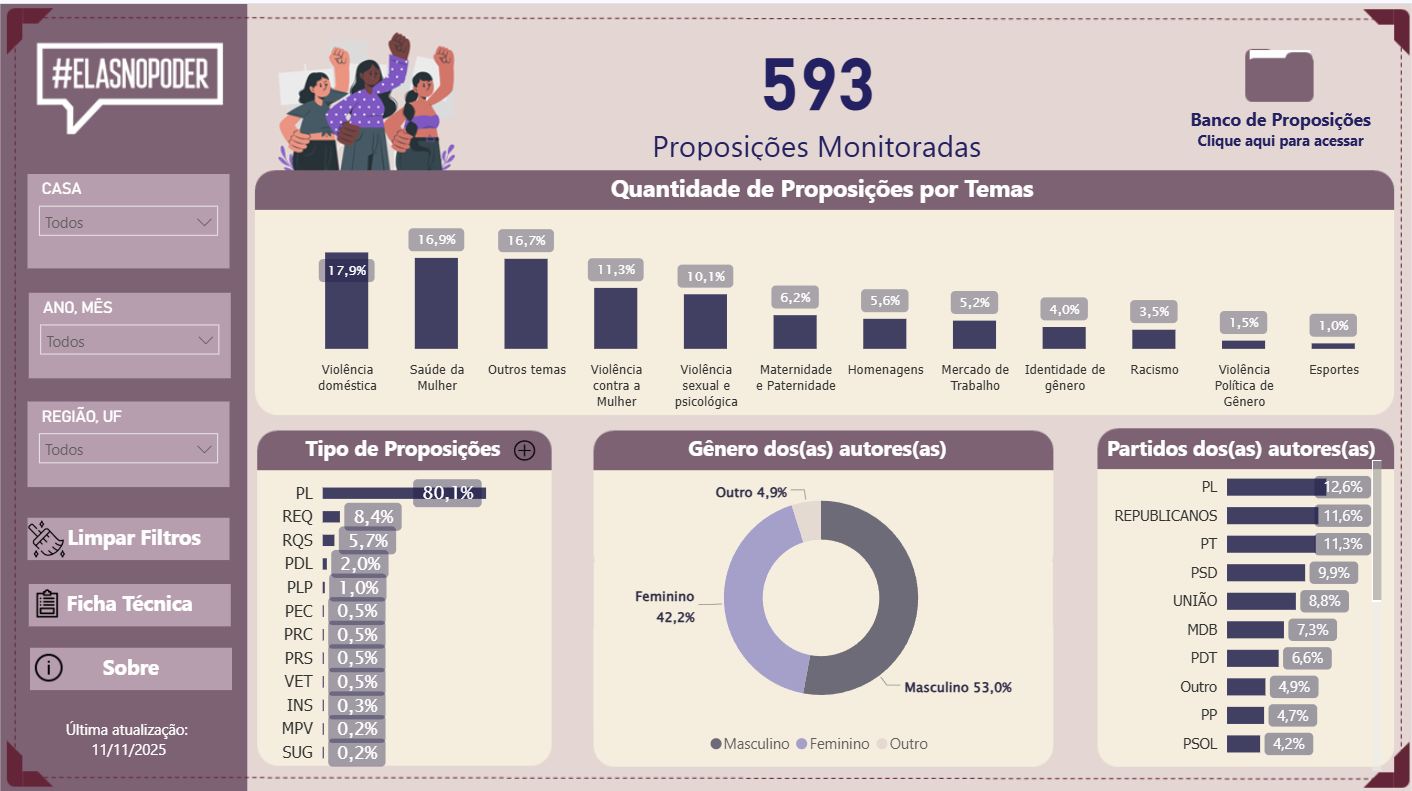 #ELASNOPODER
CASA
Todos
ANO, MÊS
Todos
REGIÃO, UF
Todos
Limpar Filtros
Ficha Técnica
Sobre
Última atualização:
11/11/2025
593
Proposições Monitoradas
Banco de Proposições
Clique aqui para acessar
Quantidade de Proposições por Temas
17,9%
16,9%
16,7%
11,3%
10,1%
6,2%
5,6%
5,2%
4,0%
3,5%
1,5%
1,0%
Violência
doméstica
Saúde da
Mulher
Outros temas
Violência
contra a
Mulher
Violência
sexual e
psicológica
Maternidade
e Paternidade
Homenagens
Mercado de
Trabalho
Identidade de
gênero
Racismo
Violência
Política de
Gênero
Esportes
Tipo de Proposições
PL 80,1%
REQ 8,4%
RQS 5,7%
PDL 2,0%
PLP 1,0%
PEC 0,5%
PRC 0,5%
PRS 0,5%
VET 0,5%
INS 0,3%
MPV 0,2%
SUG 0,2%
Gênero dos(as) autores(as)
Outro 4,9%
Feminino
42,2%
Masculino 53,0%
Masculino Feminino Outro
Partidos dos(as) autores(as)
PL 12,6%
REPUBLICANOS 11,6%
PT 11,3%
PSD 9,9%
UNIÃO 8,8%
MDB 7,3%
PDT 6,6%
Outro 4,9%
PP 4,7%
PSOL 4,2%